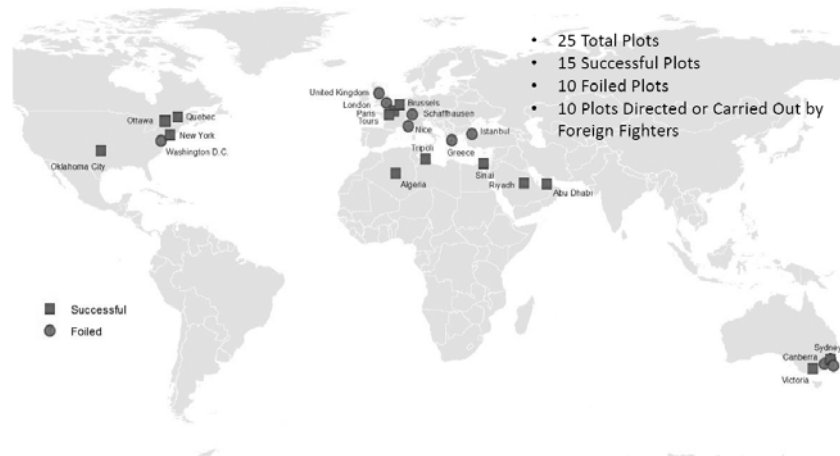 • 25 Total Plots
• 15 Successful Plots
• 10 Foiled Plots
• 10 Plots Directed or Carried Out by
Foreign Fighters
United Kingdom
London
Brussels
Paris
Schaffhausen
Tours
Nice
Istanbul
Greece
Ottawa
Quebec
New York
Washington D.C.
Oklahoma City
Tripoli
Algeria
Sinai
Riyadh
Abu Dhabi
Successful
Foiled
Sydney
Canberra
Victoria